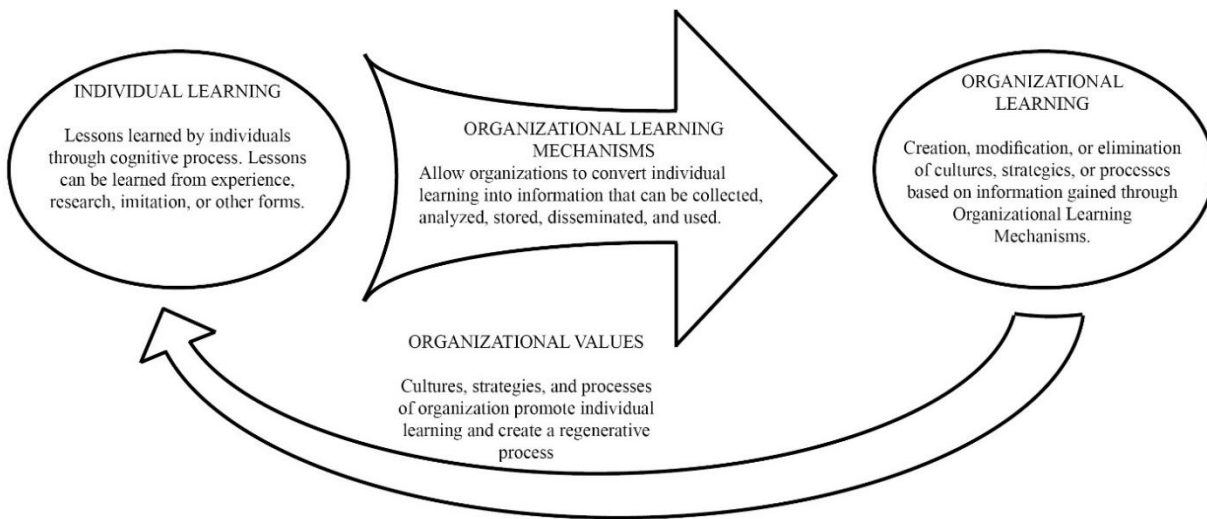 INDIVIDUAL LEARNING
Lessons learned by individuals
through cognitive process. Lessons
can be learned from experience,
research, imitation, or other forms.
ORGANIZATIONAL LEARNING
MECHANISMS
Allow organizations to convert individual
learning into information that can be collected,
analyzed, stored, disseminated, and used.
ORGANIZATIONAL
LEARNING
Creation, modification, or elimination
of cultures, strategies, or processes
based on information gained through
Organizational Learning
Mechanisms.
ORGANIZATIONAL VALUES
Cultures, strategies, and processes
of organization promote individual
learning and create a regenerative
process